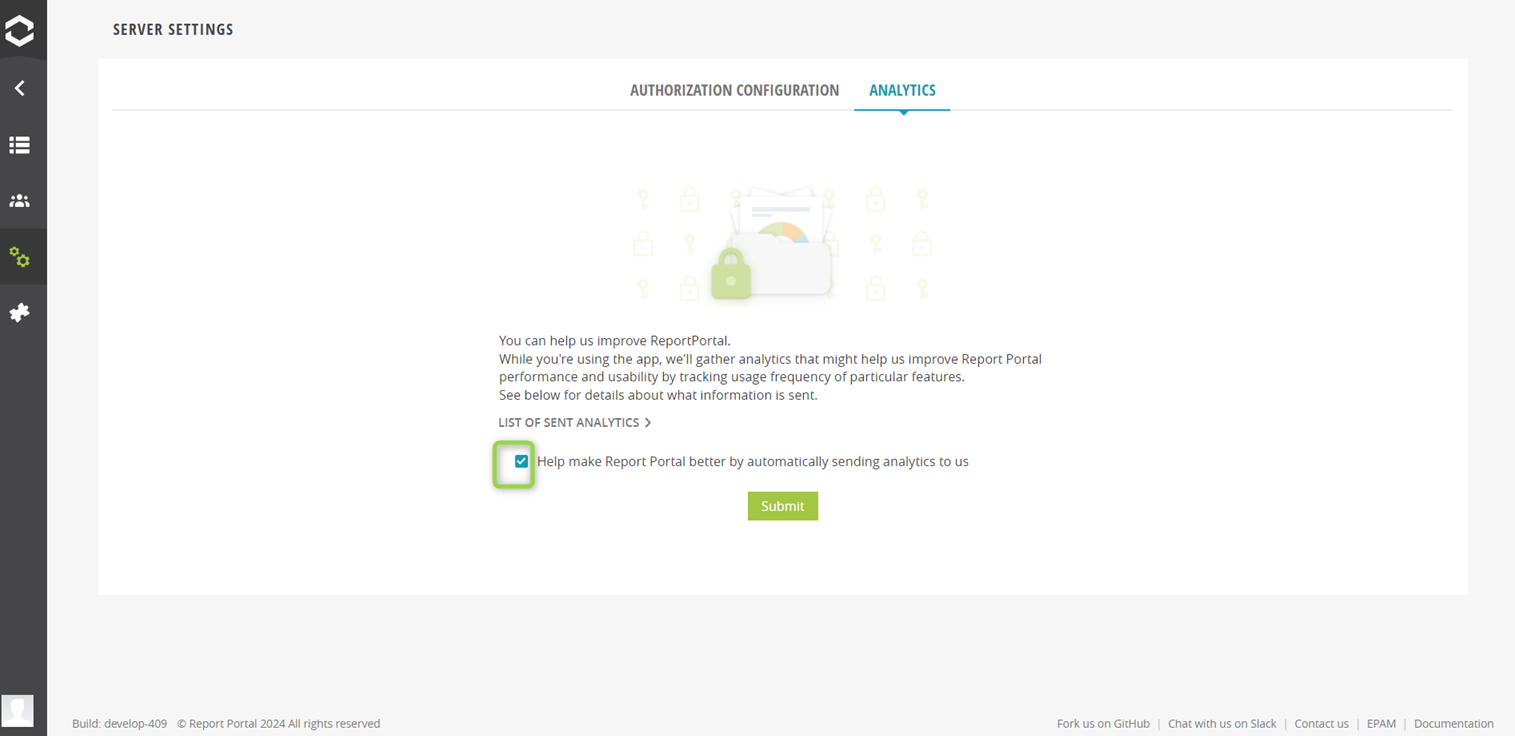 SERVER SETTINGS
AUTHORIZATION CONFIGURATION
ANALYTICS
You can help us improve ReportPortal.
While you're using the app, we'll gather analytics that might help us improve Report Portal
performance and usability by tracking usage frequency of particular features.
See below for details about what information is sent.
LIST OF SENT ANALYTICS
Help make Report Portal better by automatically sending analytics to us
Submit
Build: develop-409 © Report Portal 2024 All rights reserved
Fork us on GitHub | Chat with us on Slack | Contact us | EPAM | Documentation